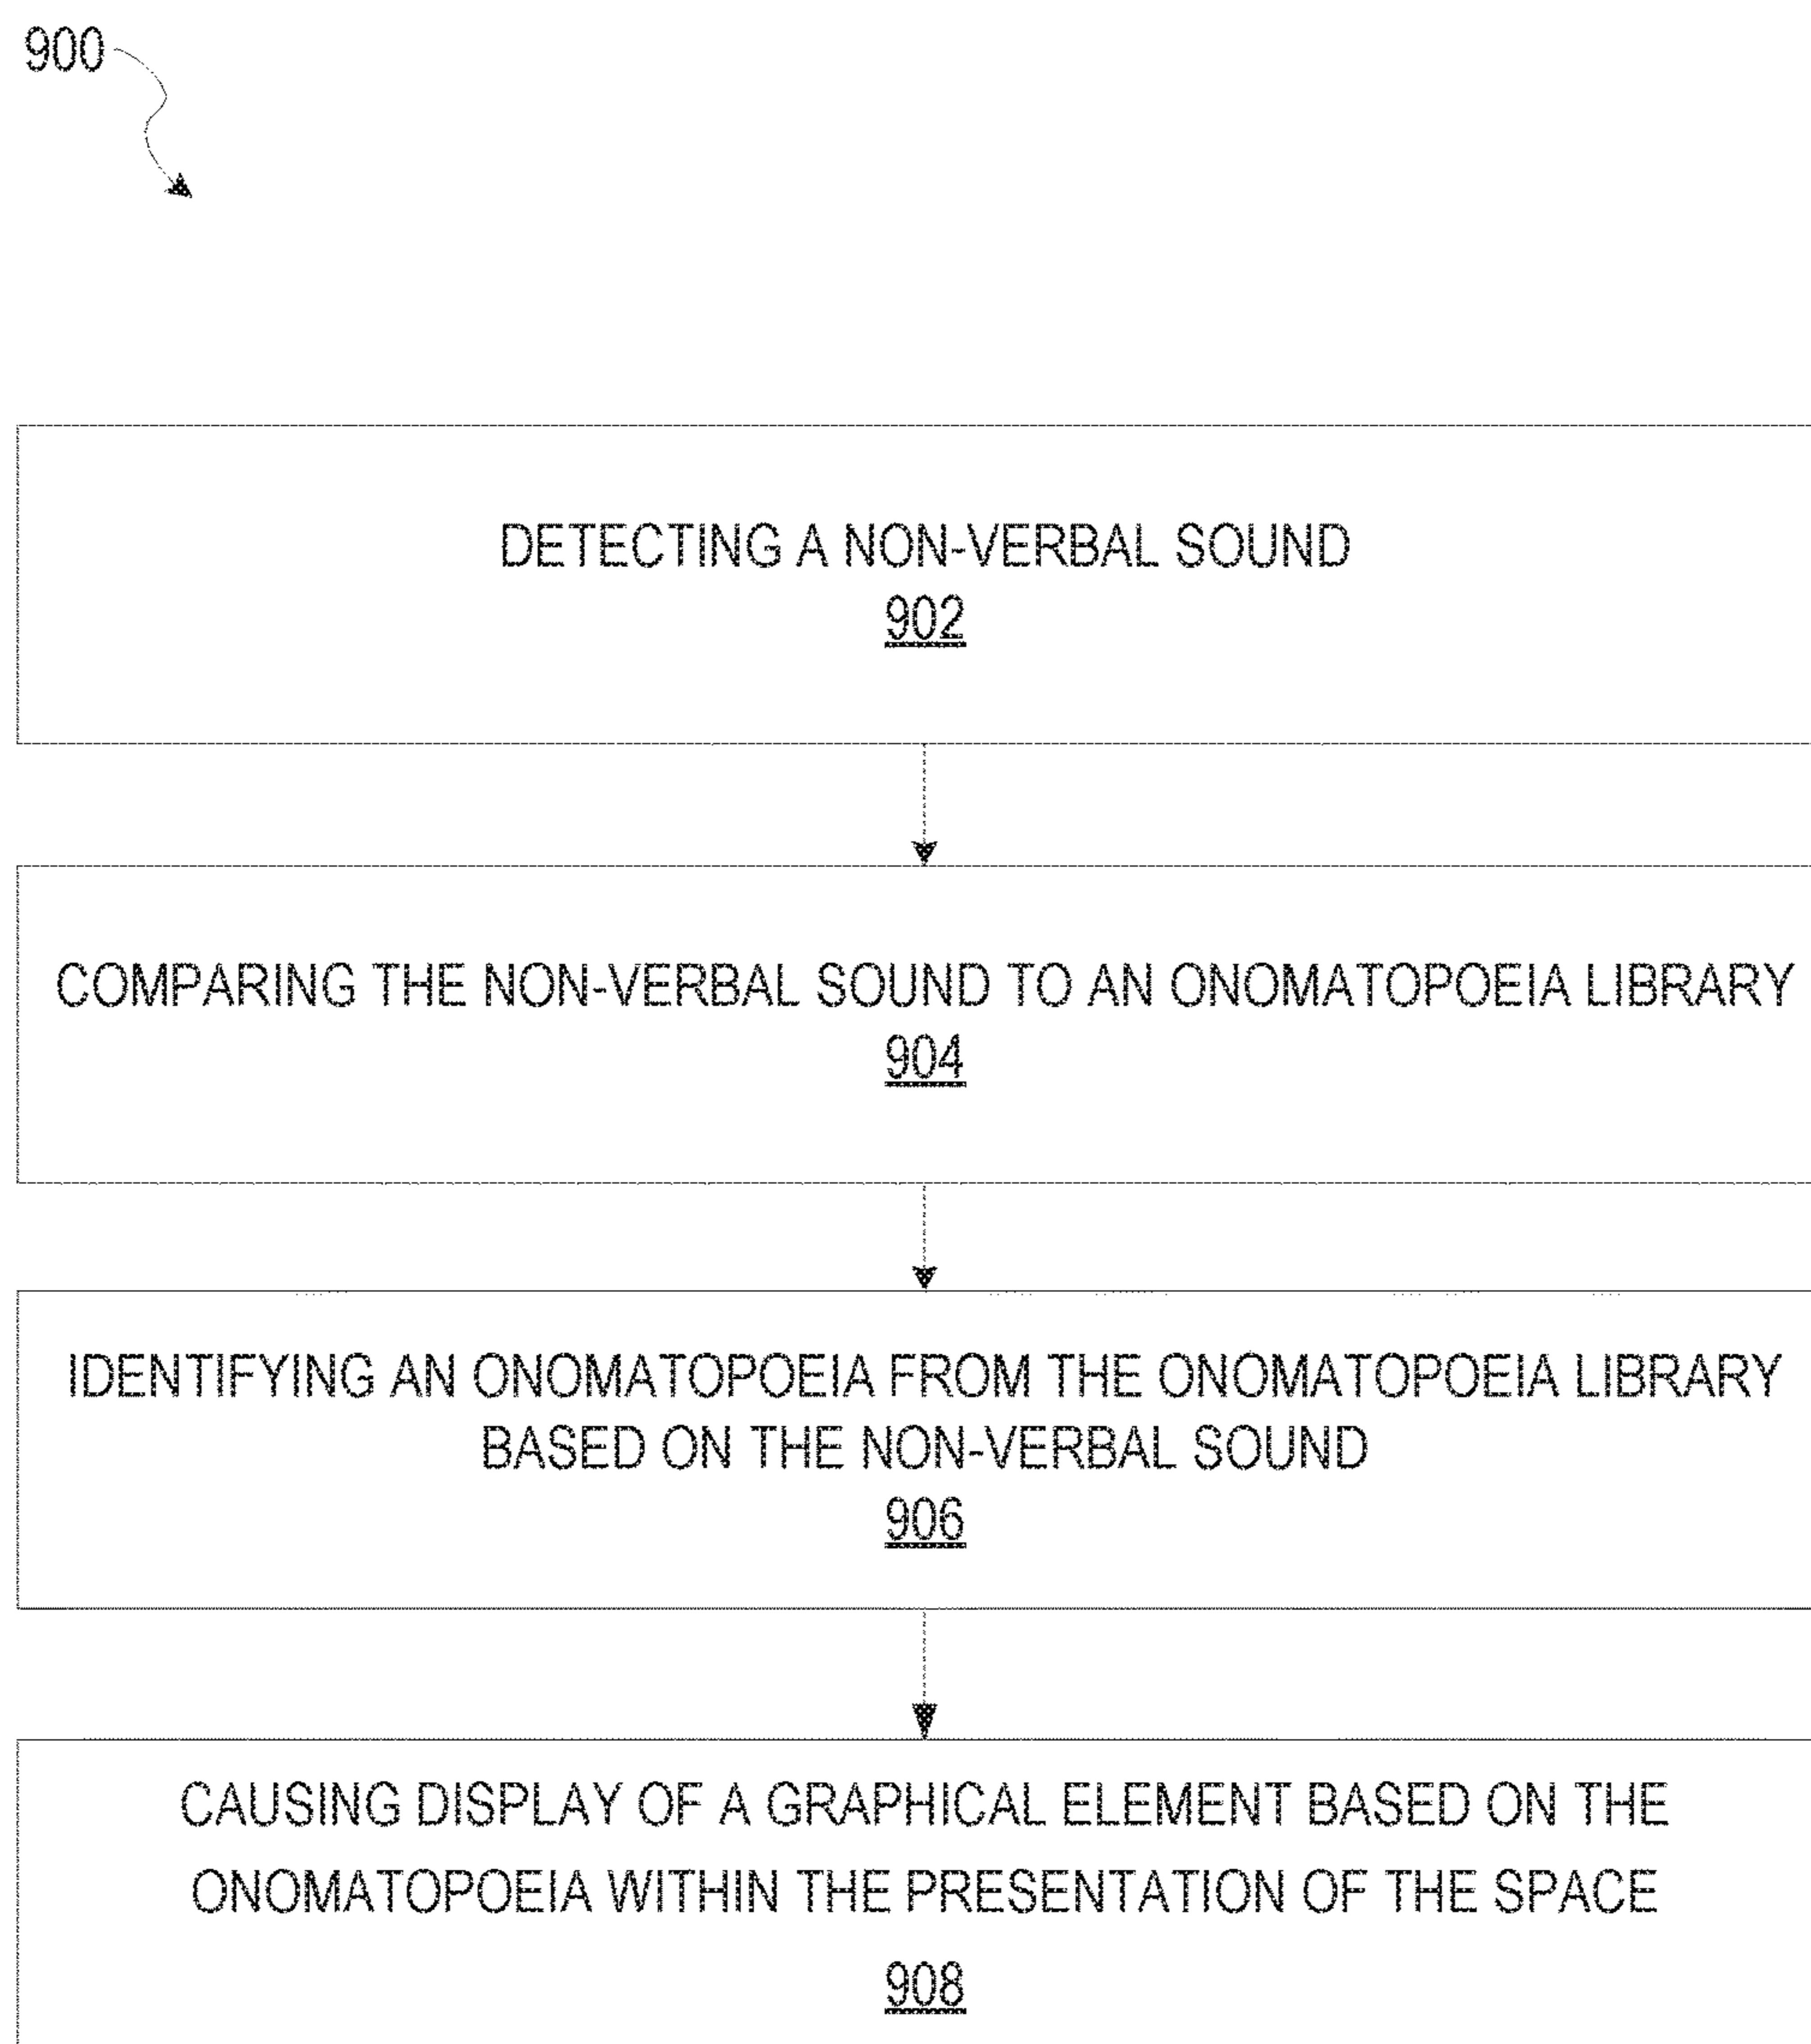 900
DETECTING A NON-VERBAL SOUND
902
COMPARING THE NON-VERBAL SOUND TO AN ONOMATOPOEIA LIBRARY
904
IDENTIFYING AN ONOMATOPOEIA FROM THE ONOMATOPOEIA LIBRARY
BASED ON THE NON-VERBAL SOUND
906
CAUSING DISPLAY OF A GRAPHICAL ELEMENT BASED ON THE
ONOMATOPOEIA WITHIN THE PRESENTATION OF THE SPACE
908